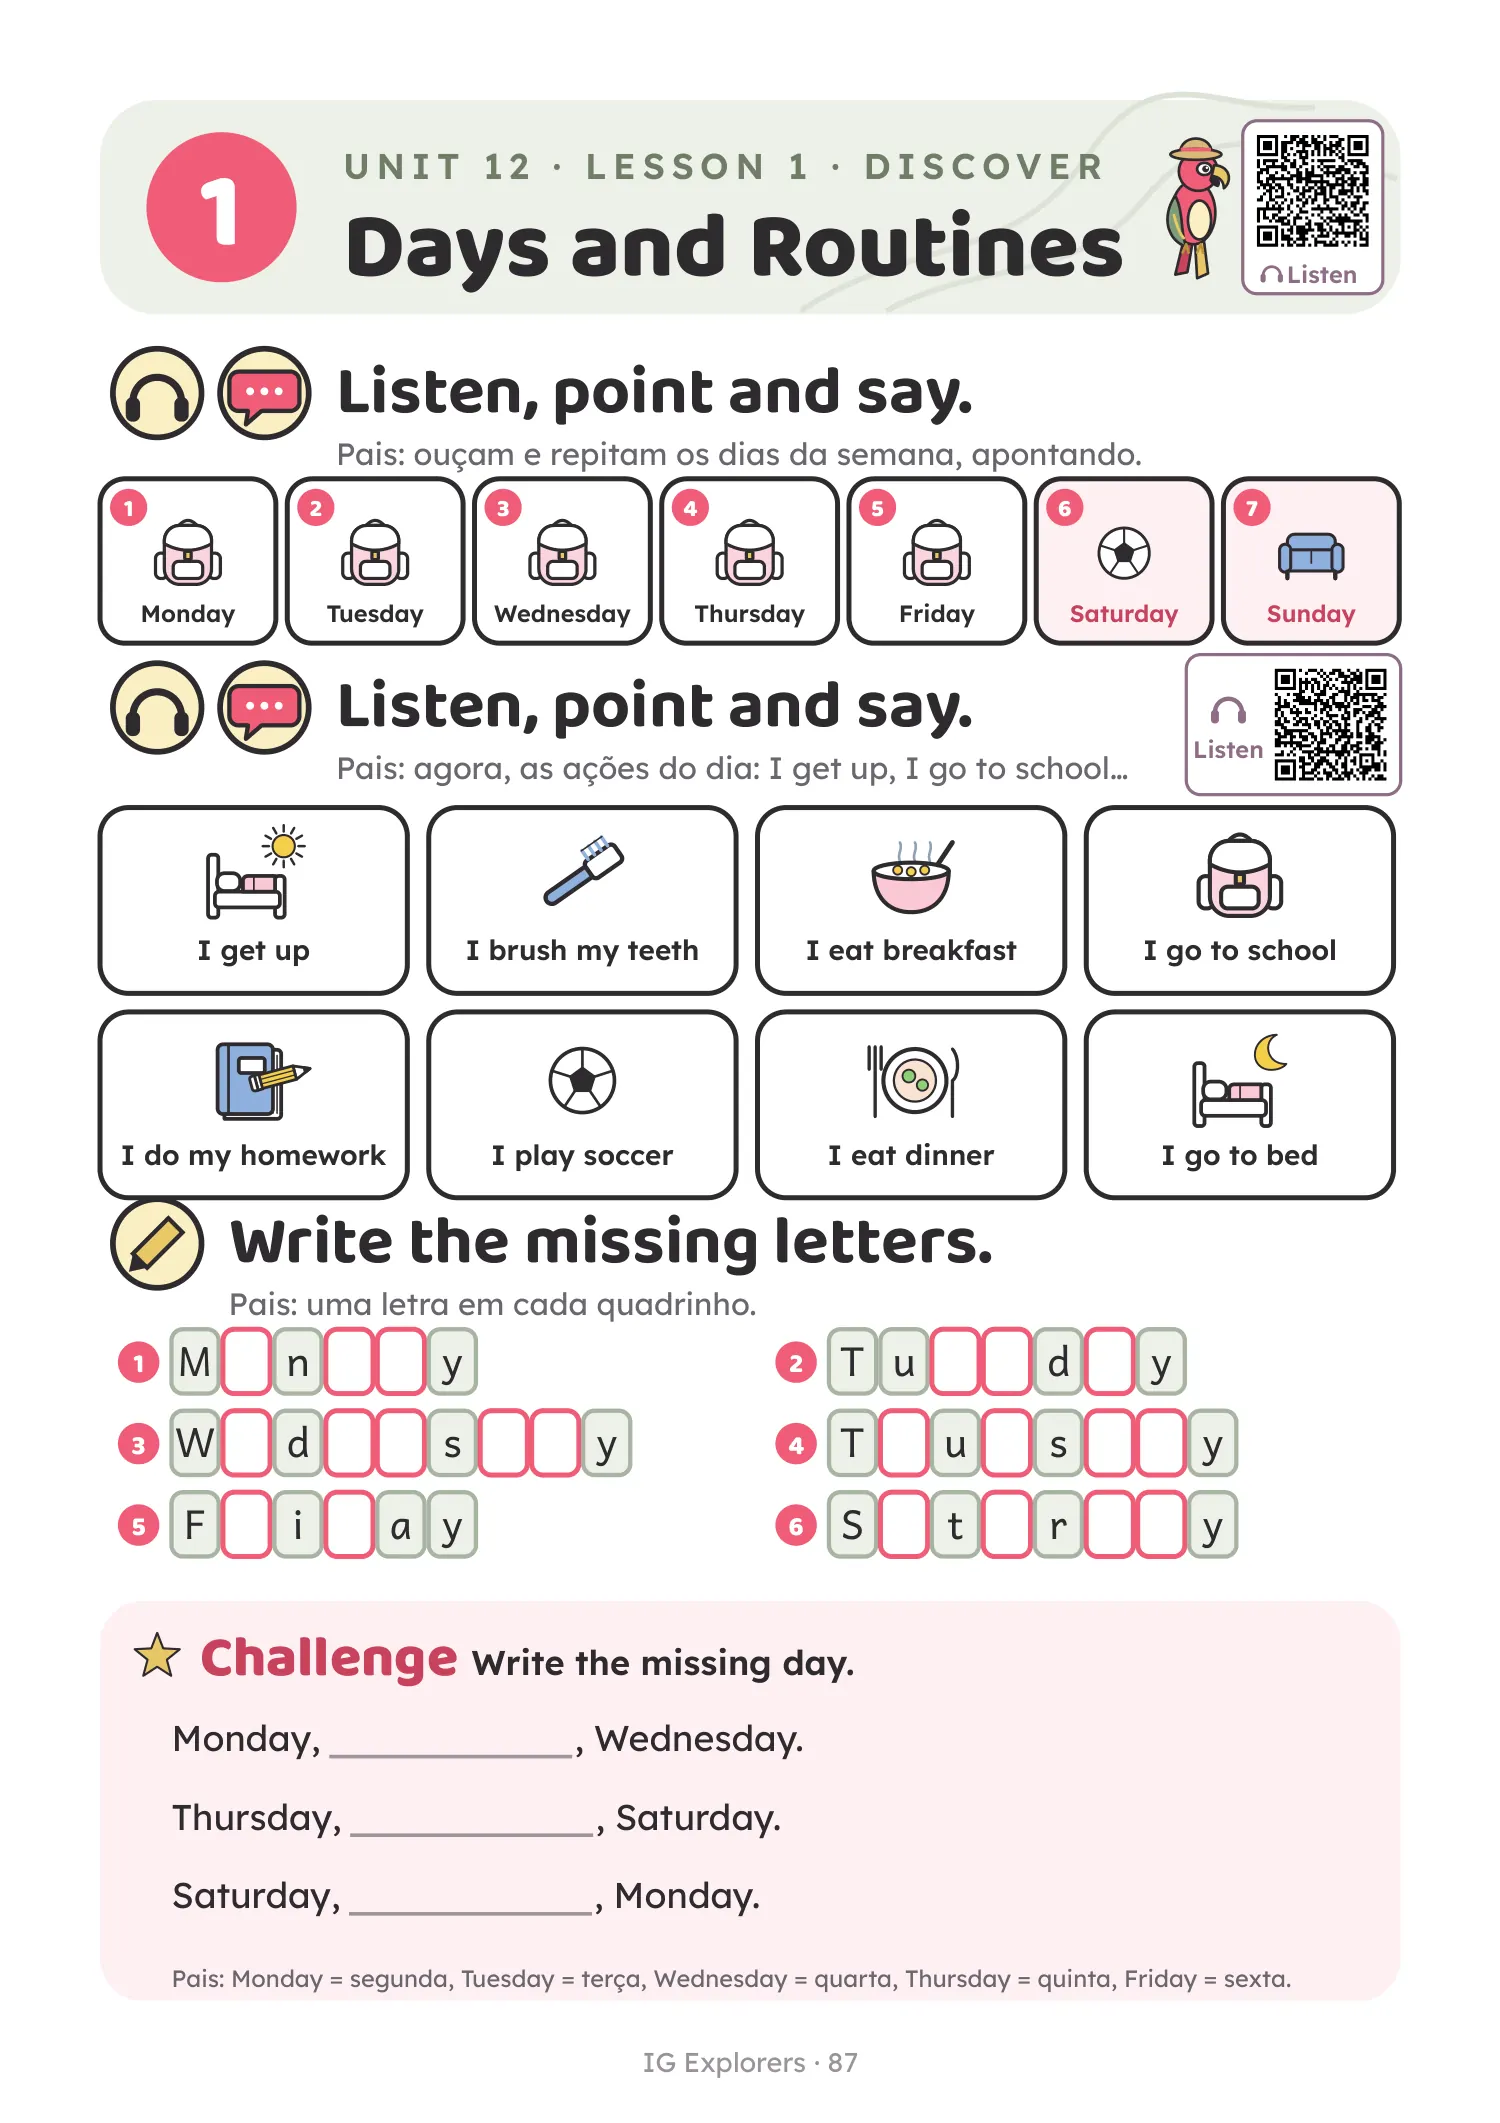 1
UNIT 12 · LESSON 1 · DISCOVER
Days and Routines
Listen
Listen, point and say.
Pais: ouçam e repitam os dias da semana, apontando.
1 2 3 4 5 6 7
Monday Tuesday Wednesday Thursday Friday Saturday Sunday
Listen, point and say.
Pais: agora, as ações do dia: I get up, I go to school...
Listen
I get up I brush my teeth I eat breakfast I go to school
I do my homework I play soccer I eat dinner I go to bed
Write the missing letters.
Pais: uma letra em cada quadrinho.
1 M n y 2 T u d y
3 W d s y 4 T u s y
5 F i a y 6 S t r y
Challenge Write the missing day.
Monday, ____________, Wednesday.
Thursday, ____________, Saturday.
Saturday, ____________, Monday.
Pais: Monday = segunda, Tuesday = terça, Wednesday = quarta, Thursday = quinta, Friday = sexta.
IG Explorers · 87